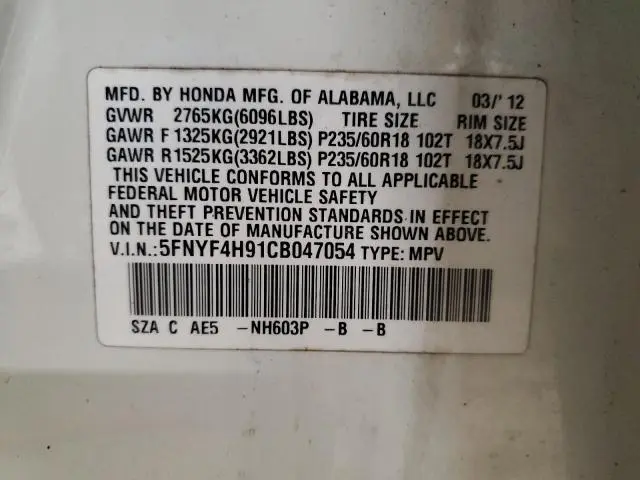 MFD. BY HONDA MFG. OF ALABAMA, LLC 03/'12
GVWR 2765KG(6096LBS) TIRE SIZE RIM SIZE
GAWR F 1325KG(2921LBS) P235/60R18 102T 18X7.5J
GAWR R 1525KG(3362LBS) P235/60R18 102T 18X7.5J
THIS VEHICLE CONFORMS TO ALL APPLICABLE
FEDERAL MOTOR VEHICLE SAFETY
AND THEFT PREVENTION STANDARDS IN EFFECT
ON THE DATE OF MANUFACTURE SHOWN ABOVE.
V.I.N.:5FNYF4H91CB047054 TYPE: MPV
SZA C AE5 -NH603P -B -B